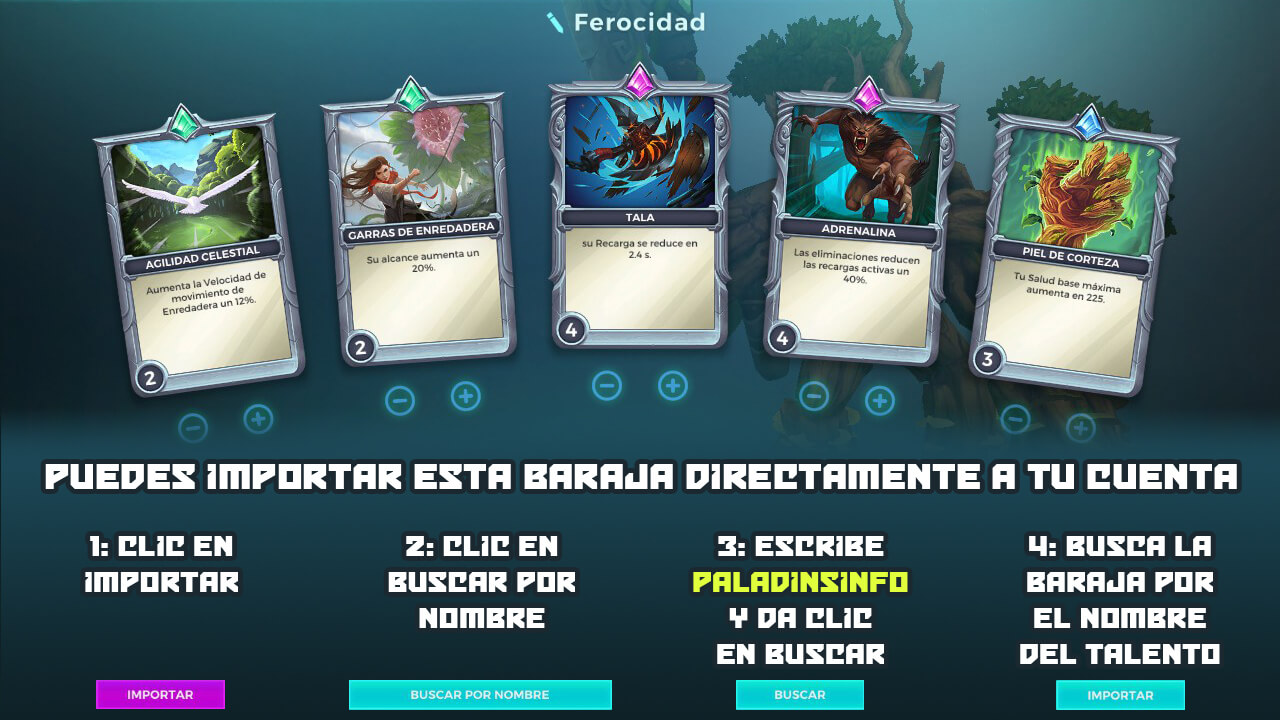 Ferocidad
AGILIDAD CELESTIAL
Aumenta la Velocidad de
movimiento de
Enredadera un 12%.
2
GARRAS DE ENREDADERA
Su alcance aumenta un
20%.
2
TALA
su Recarga se reduce en
2.4 s.
4
ADRENALINA
Las eliminaciones reducen
las recargas activas un
40%.
4
PIEL DE CORTEZA
Tu Salud base máxima
aumenta en 225.
3
PUEDES IMPORTAR ESTA BARAJA DIRECTAMENTE A TU CUENTA
1: CLIC EN
IMPORTAR
IMPORTAR
2: CLIC EN
BUSCAR POR
NOMBRE
BUSCAR POR NOMBRE
3: ESCRIBE
PALADINSINFO
Y DA CLIC
EN BUSCAR
BUSCAR
4: BUSCA LA
BARAJA POR
EL NOMBRE
DEL TALENTO
IMPORTAR